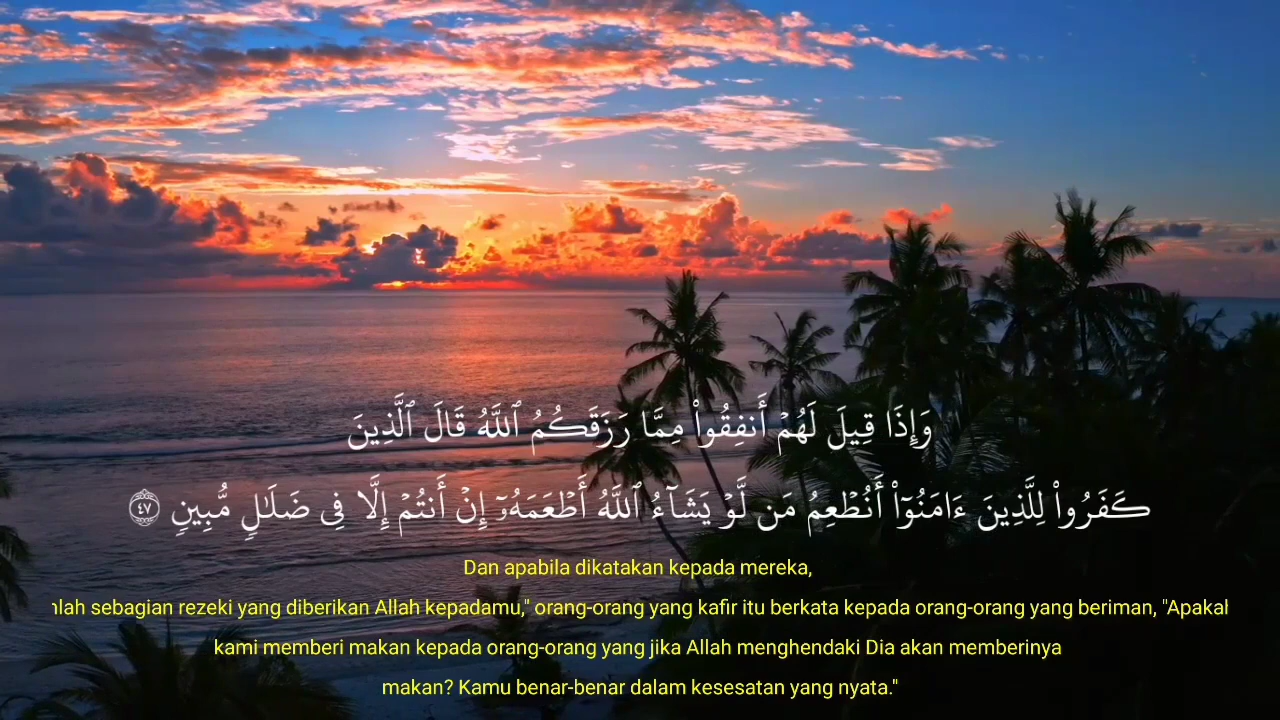 وَإِذَا قِيلَ لَهُمْ أَنفِقُوا۟ مِمَّا رَزَقَكُمُ ٱللَّهُ قَالَ ٱلَّذِينَ
كَفَرُوا۟ لِلَّذِينَ ءَامَنُوٓا۟ أَنُطْعِمُ مَن لَّوْ يَشَآءُ ٱللَّهُ أَطْعَمَهُۥٓ إِنْ أَنتُمْ إِلَّا فِى ضَلَٰلٍ مُّبِينٍ ٤٧
Dan apabila dikatakan kepada mereka,
sebagian rezeki yang diberikan Allah kepadamu," orang-orang yang kafir itu berkata kepada orang-orang yang beriman, "Apakah
kami memberi makan kepada orang-orang yang jika Allah menghendaki Dia akan memberinya
makan? Kamu benar-benar dalam kesesatan yang nyata."